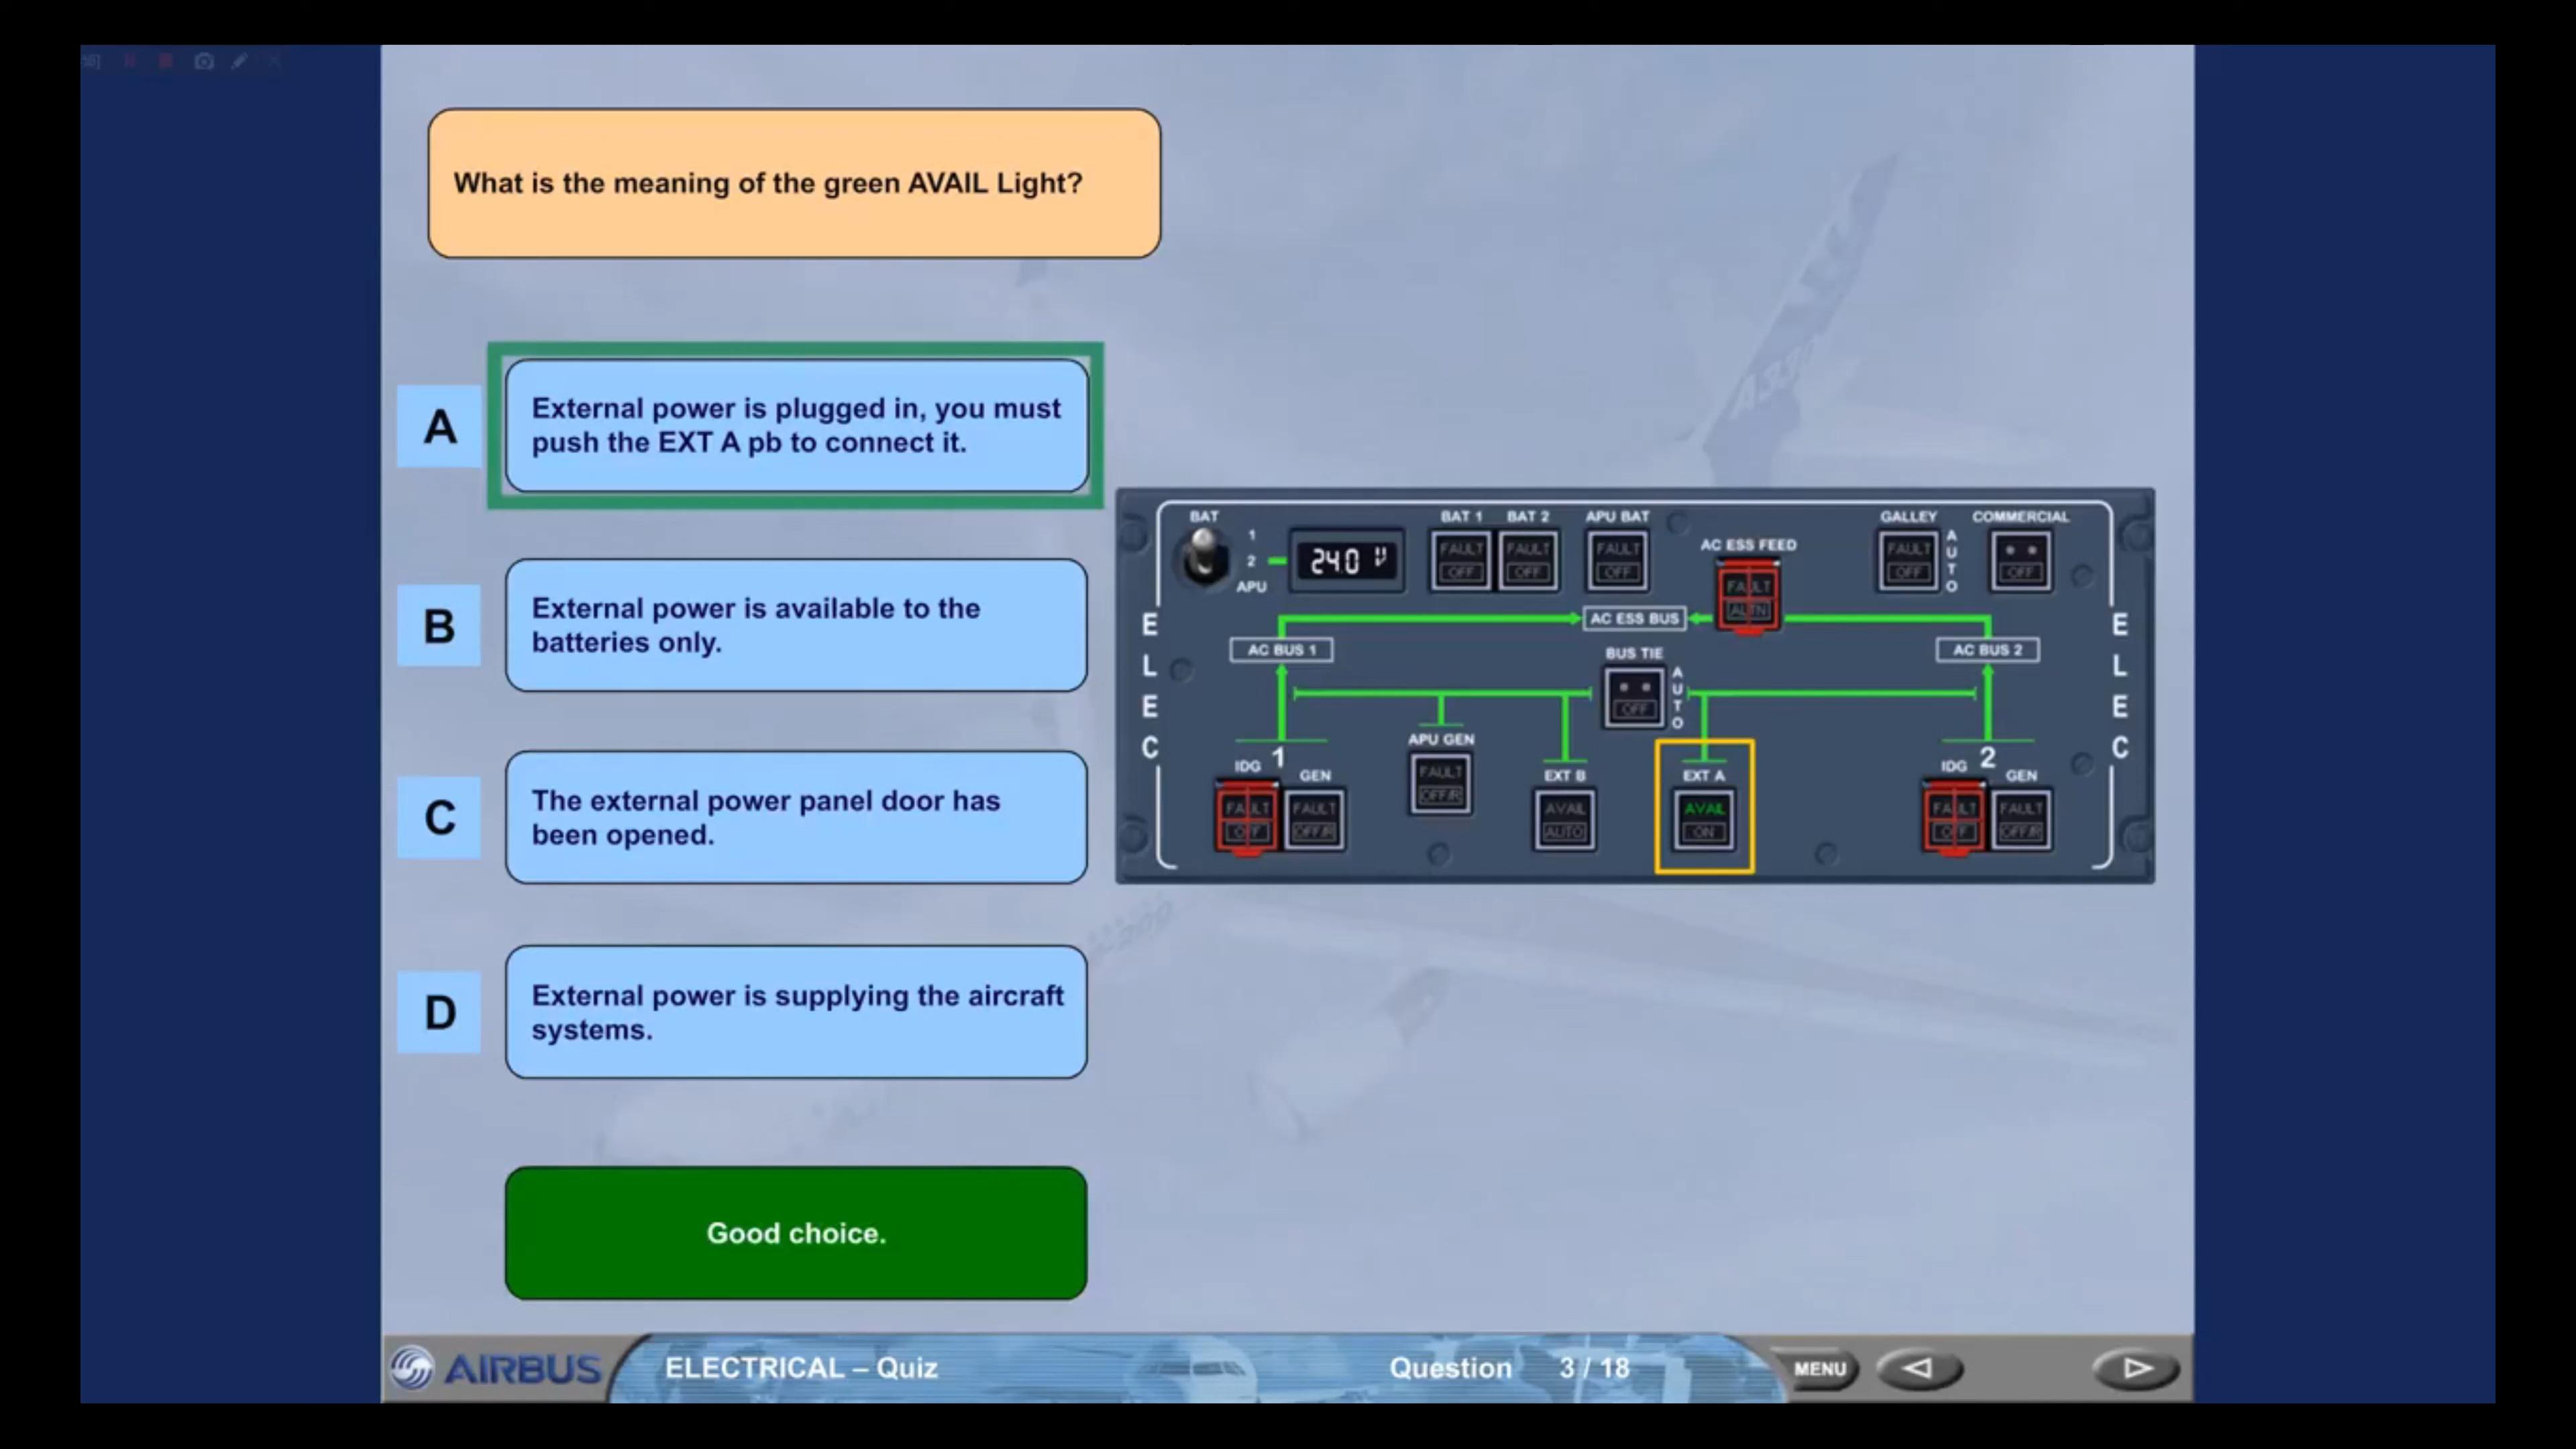 What is the meaning of the green AVAIL Light?
A
External power is plugged in, you must
push the EXT A pb to connect it.
B
External power is available to the
batteries only.
C
The external power panel door has
been opened.
D
External power is supplying the aircraft
systems.
Good choice.
BAT
1
2
APU
24.0 V
BAT 1
FAULT
OFF
BAT 2
FAULT
OFF
APU BAT
FAULT
OFF
AC ESS FEED
FAULT
ALTN
GALLEY
FAULT
OFF
AUTO
COMMERCIAL
OFF
ELEC
ELEC
AC ESS BUS
AC BUS 1
AC BUS 2
BUS TIE
OFF
AUTO
1
IDG
FAULT
OFF
GEN
FAULT
OFF/R
APU GEN
FAULT
OFF/R
EXT B
AVAIL
AUTO
EXT A
AVAIL
ON
2
IDG
FAULT
OFF
GEN
FAULT
OFF/R
AIRBUS
ELECTRICAL – Quiz
Question 3 / 18
MENU